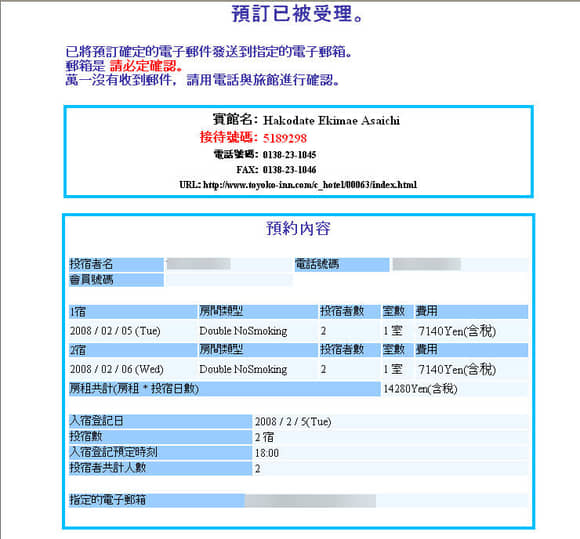 預訂已被受理。
已將預訂確定的電子郵件發送到指定的電子郵箱。
郵箱是 請必定確認。
萬一沒有收到郵件，請用電話與旅館進行確認。
賓館名: Hakodate Ekimae Asaichi
接待號碼: 5189298
電話號碼: 0138-23-1045
FAX: 0138-23-1046
URL: http://www.toyoko-inn.com/c_hotel/00063/index.html
預約內容
投宿者名 電話號碼
會員號碼
1宿 房間類型 投宿者數 室數 費用
2008 / 02 / 05 (Tue) Double NoSmoking 2 1 室 7140Yen(含稅)
2宿 房間類型 投宿者數 室數 費用
2008 / 02 / 06 (Wed) Double NoSmoking 2 1 室 7140Yen(含稅)
房租共計(房租 * 投宿日數) 14280Yen(含稅)
入宿登記日 2008 / 2 / 5(Tue)
投宿數 2 宿
入宿登記預定時刻 18:00
投宿者共計人數 2
指定的電子郵箱